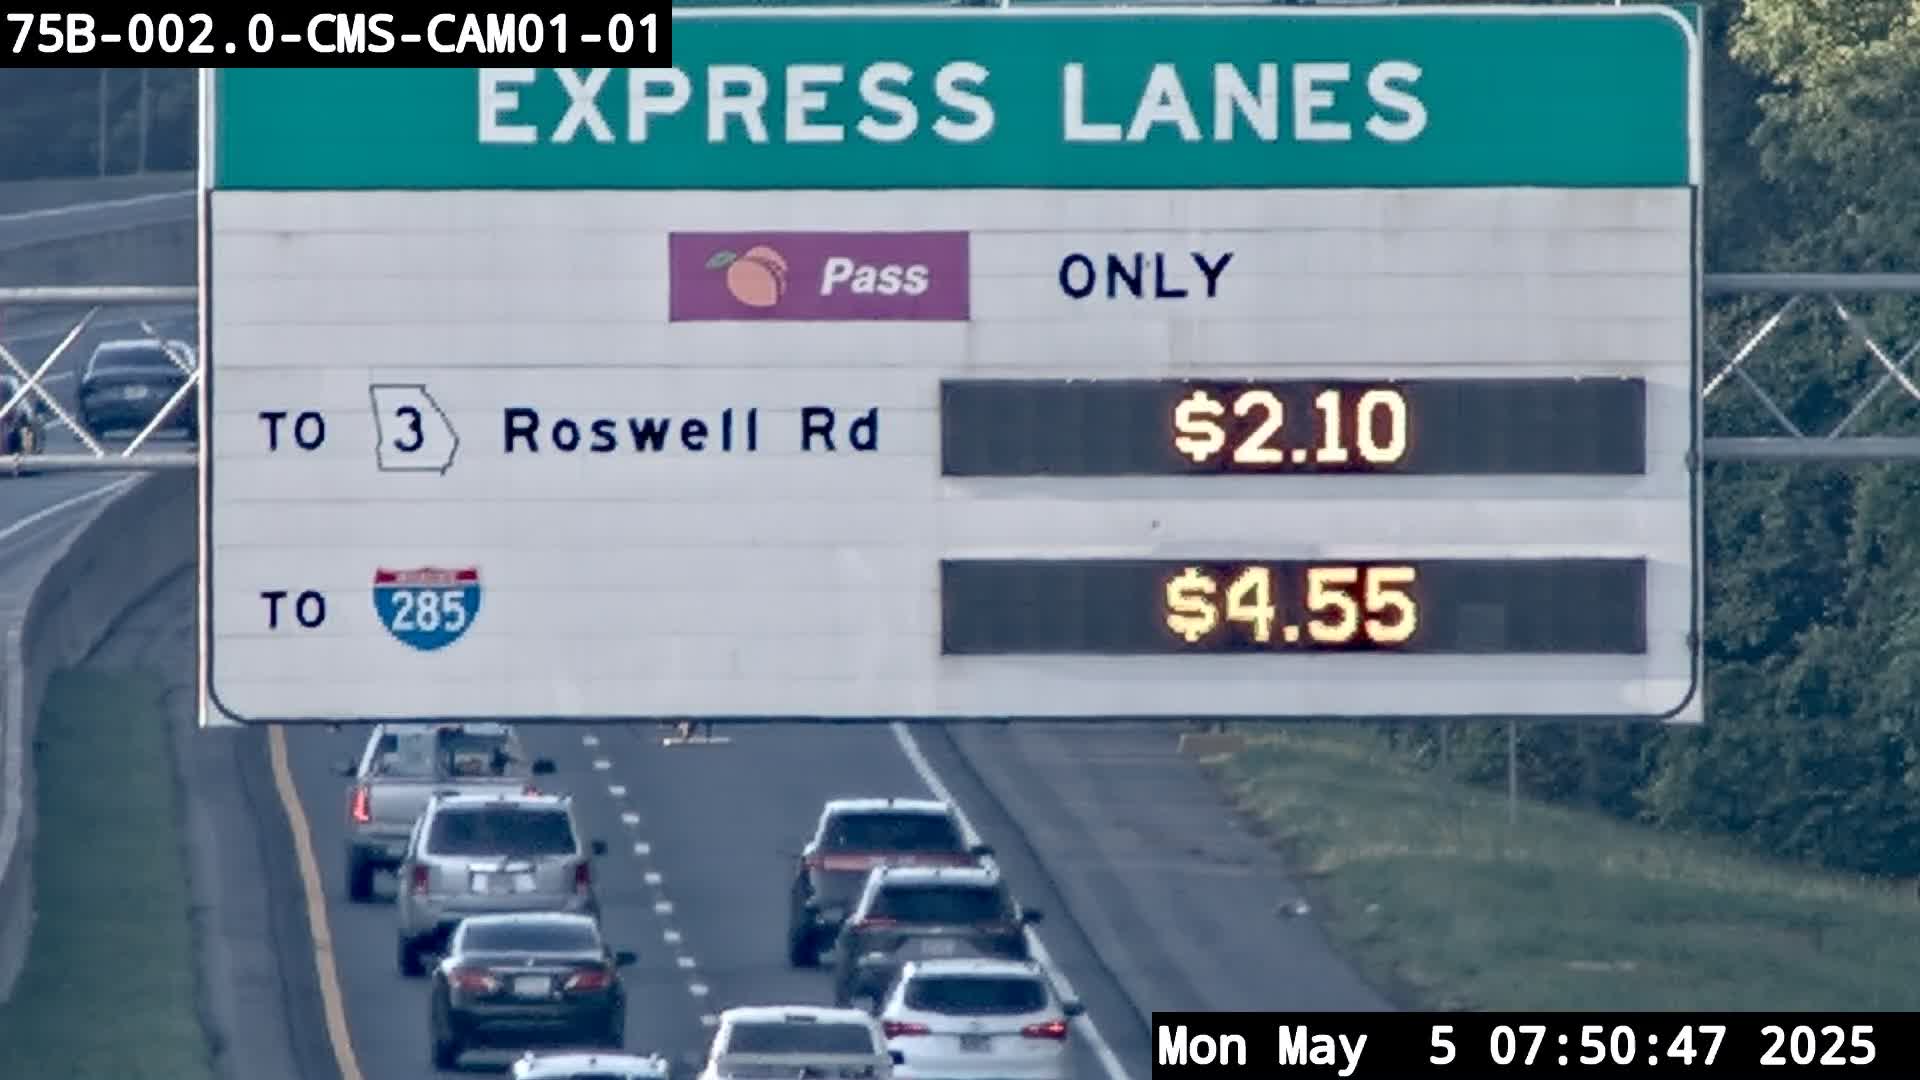 75B-002.0-CMS-CAM01-01
EXPRESS LANES
Pass ONLY
TO 3 Roswell Rd $2.10
TO 285 $4.55
Mon May 5 07:50:47 2025